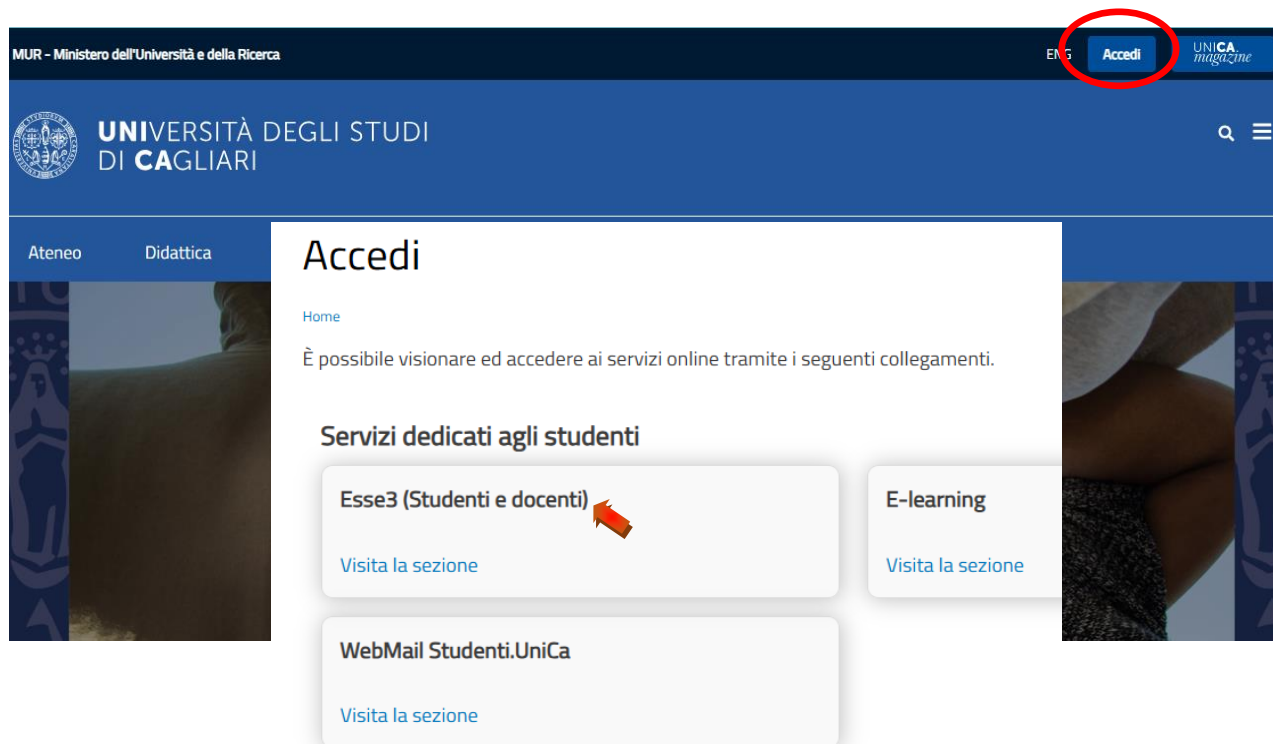 MUR - Ministero dell'Università e della Ricerca
ENG
Accedi
UNICA.
magazine
UNIVERSITÀ DEGLI STUDI
DI CAGLIARI
Ateneo
Didattica
Accedi
Home
È possibile visionare ed accedere ai servizi online tramite i seguenti collegamenti.
Servizi dedicati agli studenti
Esse3 (Studenti e docenti)
Visita la sezione
E-learning
Visita la sezione
WebMail Studenti.UniCa
Visita la sezione